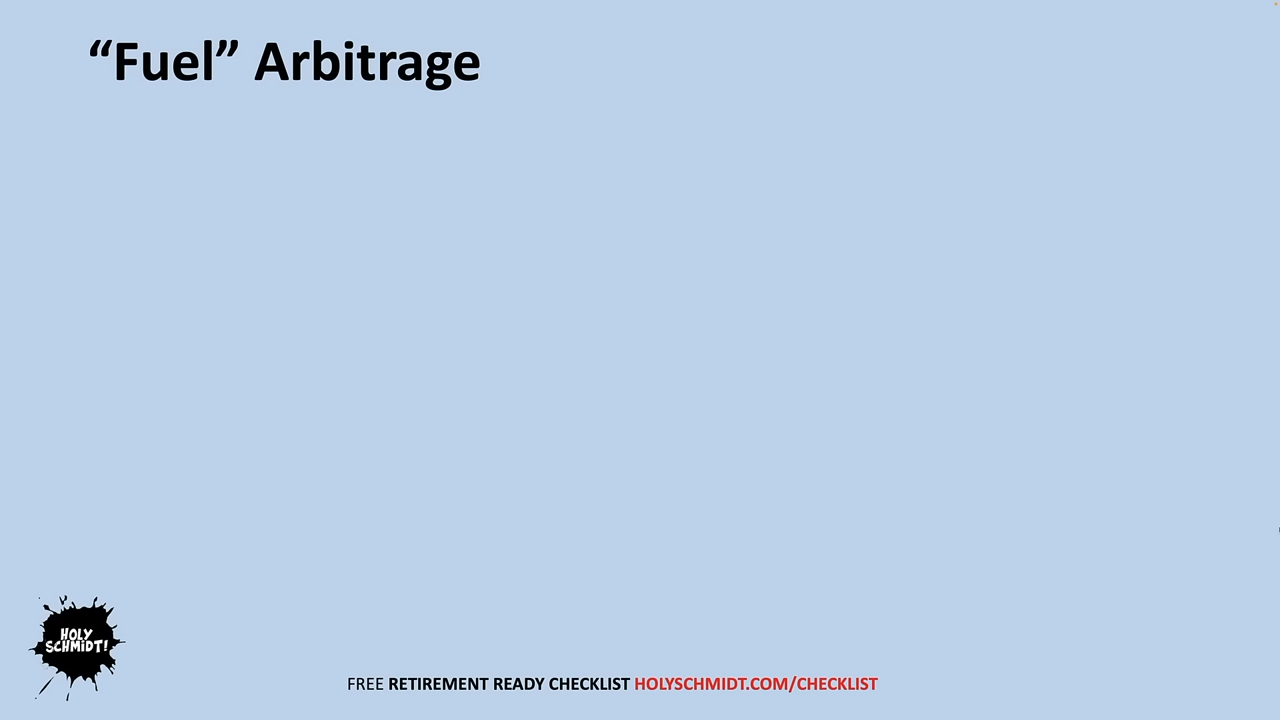 “Fuel” Arbitrage
HOLY
SCHMiDT!
FREE RETIREMENT READY CHECKLIST HOLYSCHMIDT.COM/CHECKLIST